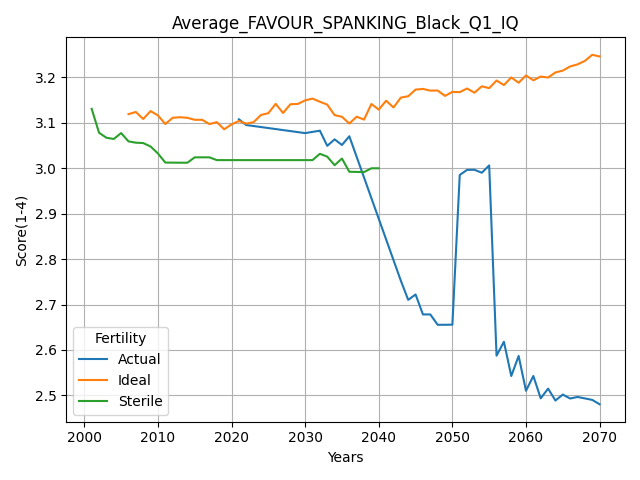 Average_FAVOUR_SPANKING_Black_Q1_IQ
Score(1-4)
3.2
3.1
3.0
2.9
2.8
2.7
2.6
2.5
Fertility
Actual
Ideal
Sterile
2000 2010 2020 2030 2040 2050 2060 2070
Years